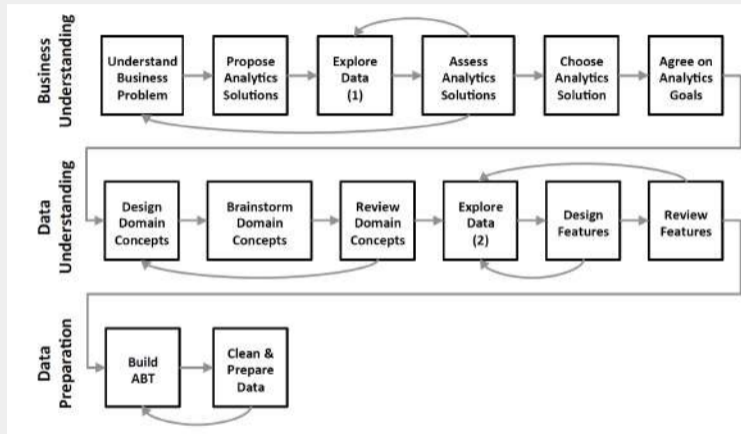 Business
Understanding
Understand
Business
Problem
Propose
Analytics
Solutions
Explore
Data
(1)
Assess
Analytics
Solutions
Choose
Analytics
Solution
Agree on
Analytics
Goals
Data
Understanding
Design
Domain
Concepts
Brainstorm
Domain
Concepts
Review
Domain
Concepts
Explore
Data
(2)
Design
Features
Review
Features
Data
Preparation
Build
ABT
Clean &
Prepare
Data